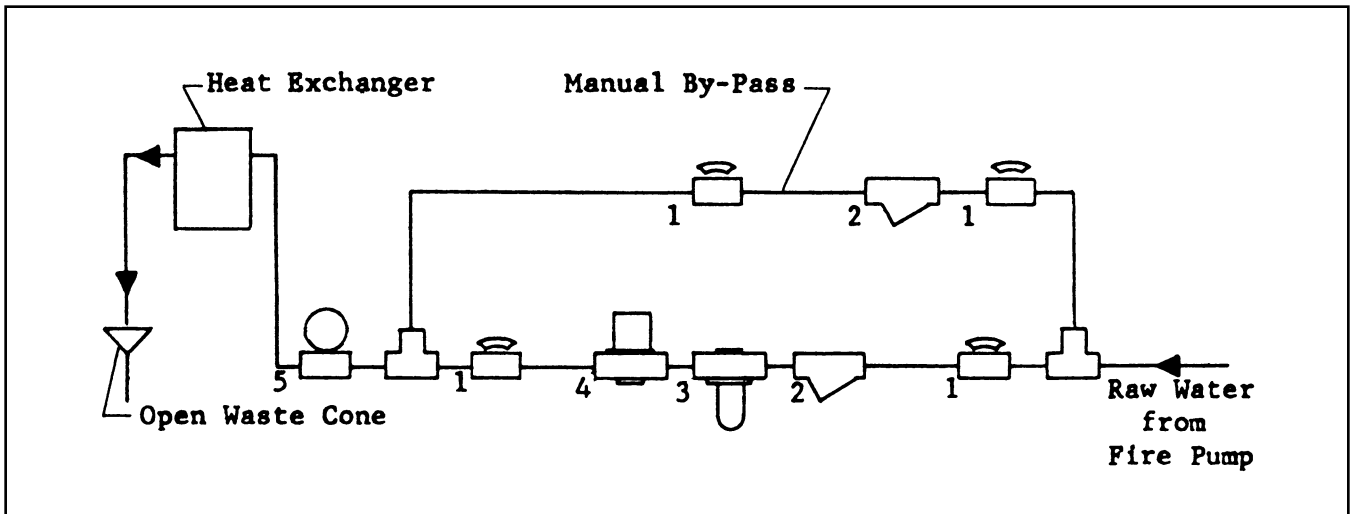 Heat Exchanger
Manual By-Pass
1
2
1
5
1
4
3
2
1
Open Waste Cone
Raw Water
from
Fire Pump